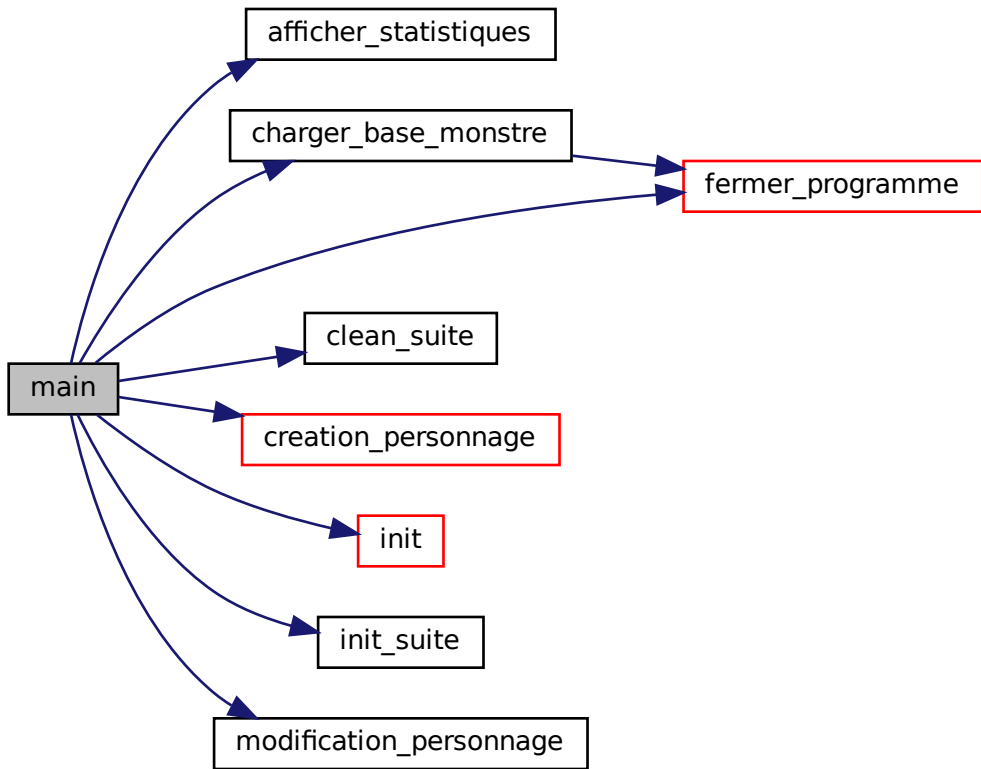 afficher_statistiques
charger_base_monstre
fermer_programme
clean_suite
main
creation_personnage
init
init_suite
modification_personnage